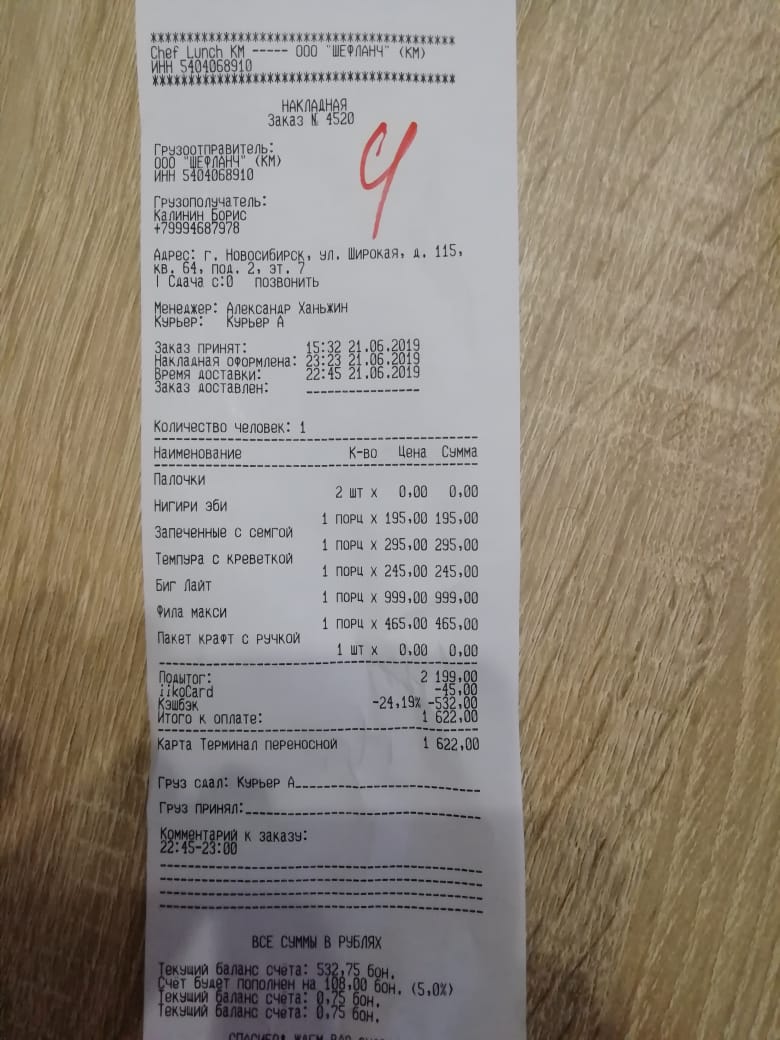 *****************************************
Chef Lunch KM ----- ООО "ШЕФЛАНЧ" (КМ)
ИНН 5404068910
*****************************************
НАКЛАДНАЯ
Заказ № 4520
Грузоотправитель:
ООО "ШЕФЛАНЧ" (КМ)
ИНН 5404068910
Грузополучатель:
Калинин Борис
+79994687978
Адрес: г. Новосибирск, ул. Широкая, д. 115,
кв. 64, под. 2, эт. 7
| Сдача с:0 позвонить
Менеджер: Александр Ханьжин
Курьер: Курьер А
Заказ принят: 15:32 21.06.2019
Накладная оформлена: 23:23 21.06.2019
Время доставки: 22:45 21.06.2019
Заказ доставлен: ________________
Количество человек: 1
Наименование К-во Цена Сумма
Палочки
2 шт x 0,00 0,00
Нигири эби
1 порц x 195,00 195,00
Запеченные с семгой
1 порц x 295,00 295,00
Темпура с креветкой
1 порц x 245,00 245,00
Биг Лайт
1 порц x 999,00 999,00
Фила макси
1 порц x 465,00 465,00
Пакет крафт с ручкой
1 шт x 0,00 0,00
Подытог: 2 199,00
iikoCard -45,00
Кэшбэк -24,19% -532,00
Итого к оплате: 1 622,00
Карта Терминал переносной 1 622,00
Груз сдал: Курьер А_________________________
Груз принял:________________________________
Комментарий к заказу:
22:45-23:00
ВСЕ СУММЫ В РУБЛЯХ
Текущий баланс счета: 532,75 бон.
Счет будет пополнен на 108,00 бон. (5,0%)
Текущий баланс счета: 0,75 бон.
Текущий баланс счета: 0,75 бон.